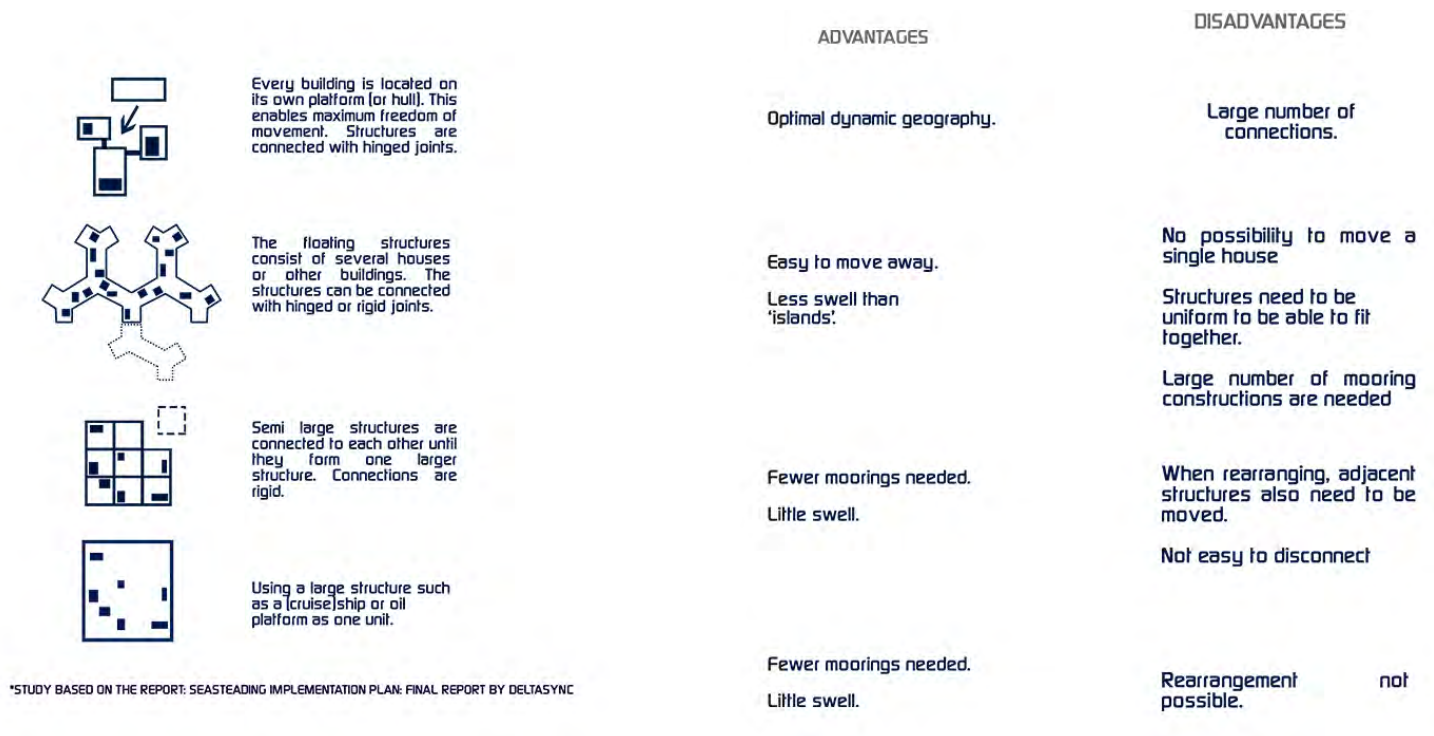 ADVANTAGES
DISADVANTAGES
Every building is located on
its own platform (or hull). This
enables maximum freedom of
movement. Structures are
connected with hinged joints.
Optimal dynamic geography.
Large number of
connections.
The floating structures
consist of several houses
or other buildings. The
structures can be connected
with hinged or rigid joints.
Easy to move away.
Less swell than
‘islands’.
No possibility to move a
single house
Structures need to be
uniform to be able to fit
together.
Large number of mooring
constructions are needed
Semi large structures are
connected to each other until
they form one larger
structure. Connections are
rigid.
Fewer moorings needed.
Little swell.
When rearranging, adjacent
structures also need to be
moved.
Not easy to disconnect
Using a large structure such
as a (cruise)ship or oil
platform as one unit.
Fewer moorings needed.
Little swell.
Rearrangement not
possible.
*STUDY BASED ON THE REPORT: SEASTEADING IMPLEMENTATION PLAN: FINAL REPORT BY DELTASYNC